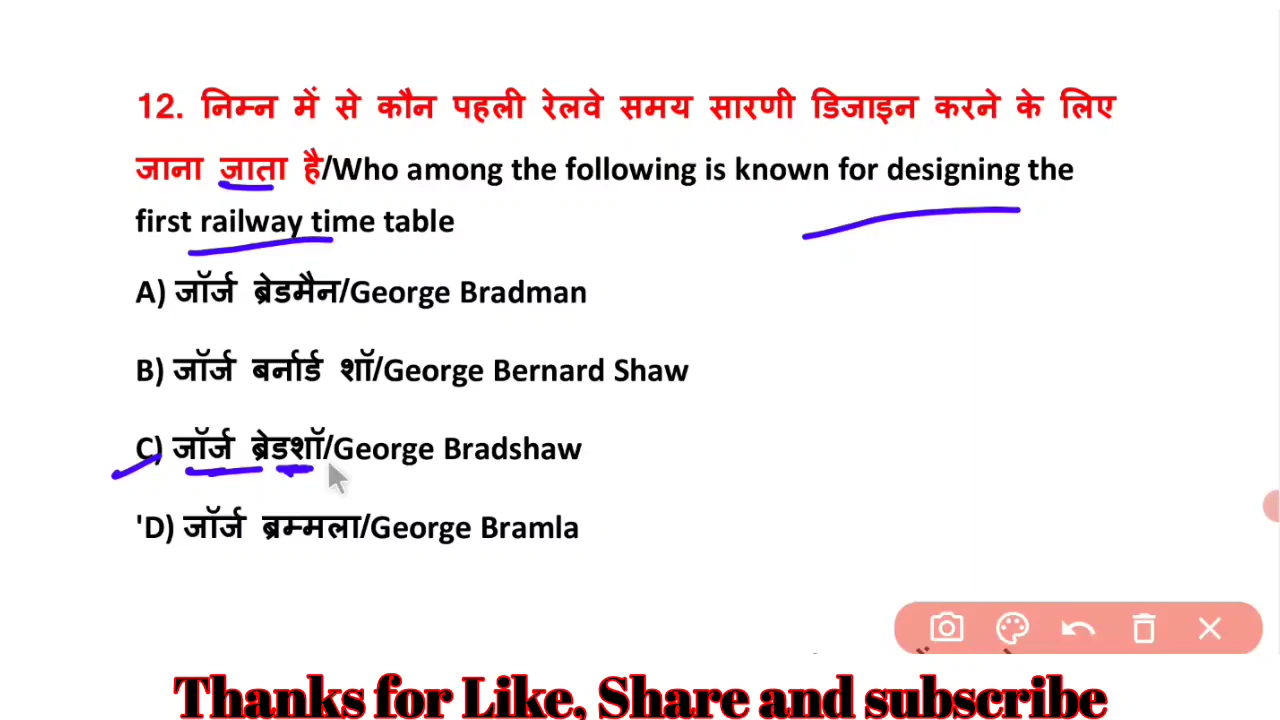 12. निम्न में से कौन पहली रेलवे समय सारणी डिजाइन करने के लिए
जाना जाता है/Who among the following is known for designing the
first railway time table
A) जॉर्ज ब्रेडमैन/George Bradman
B) जॉर्ज बर्नार्ड शॉ/George Bernard Shaw
C) जॉर्ज ब्रेडशॉ/George Bradshaw
'D) जॉर्ज ब्रम्मला/George Bramla
Thanks for Like, Share and subscribe